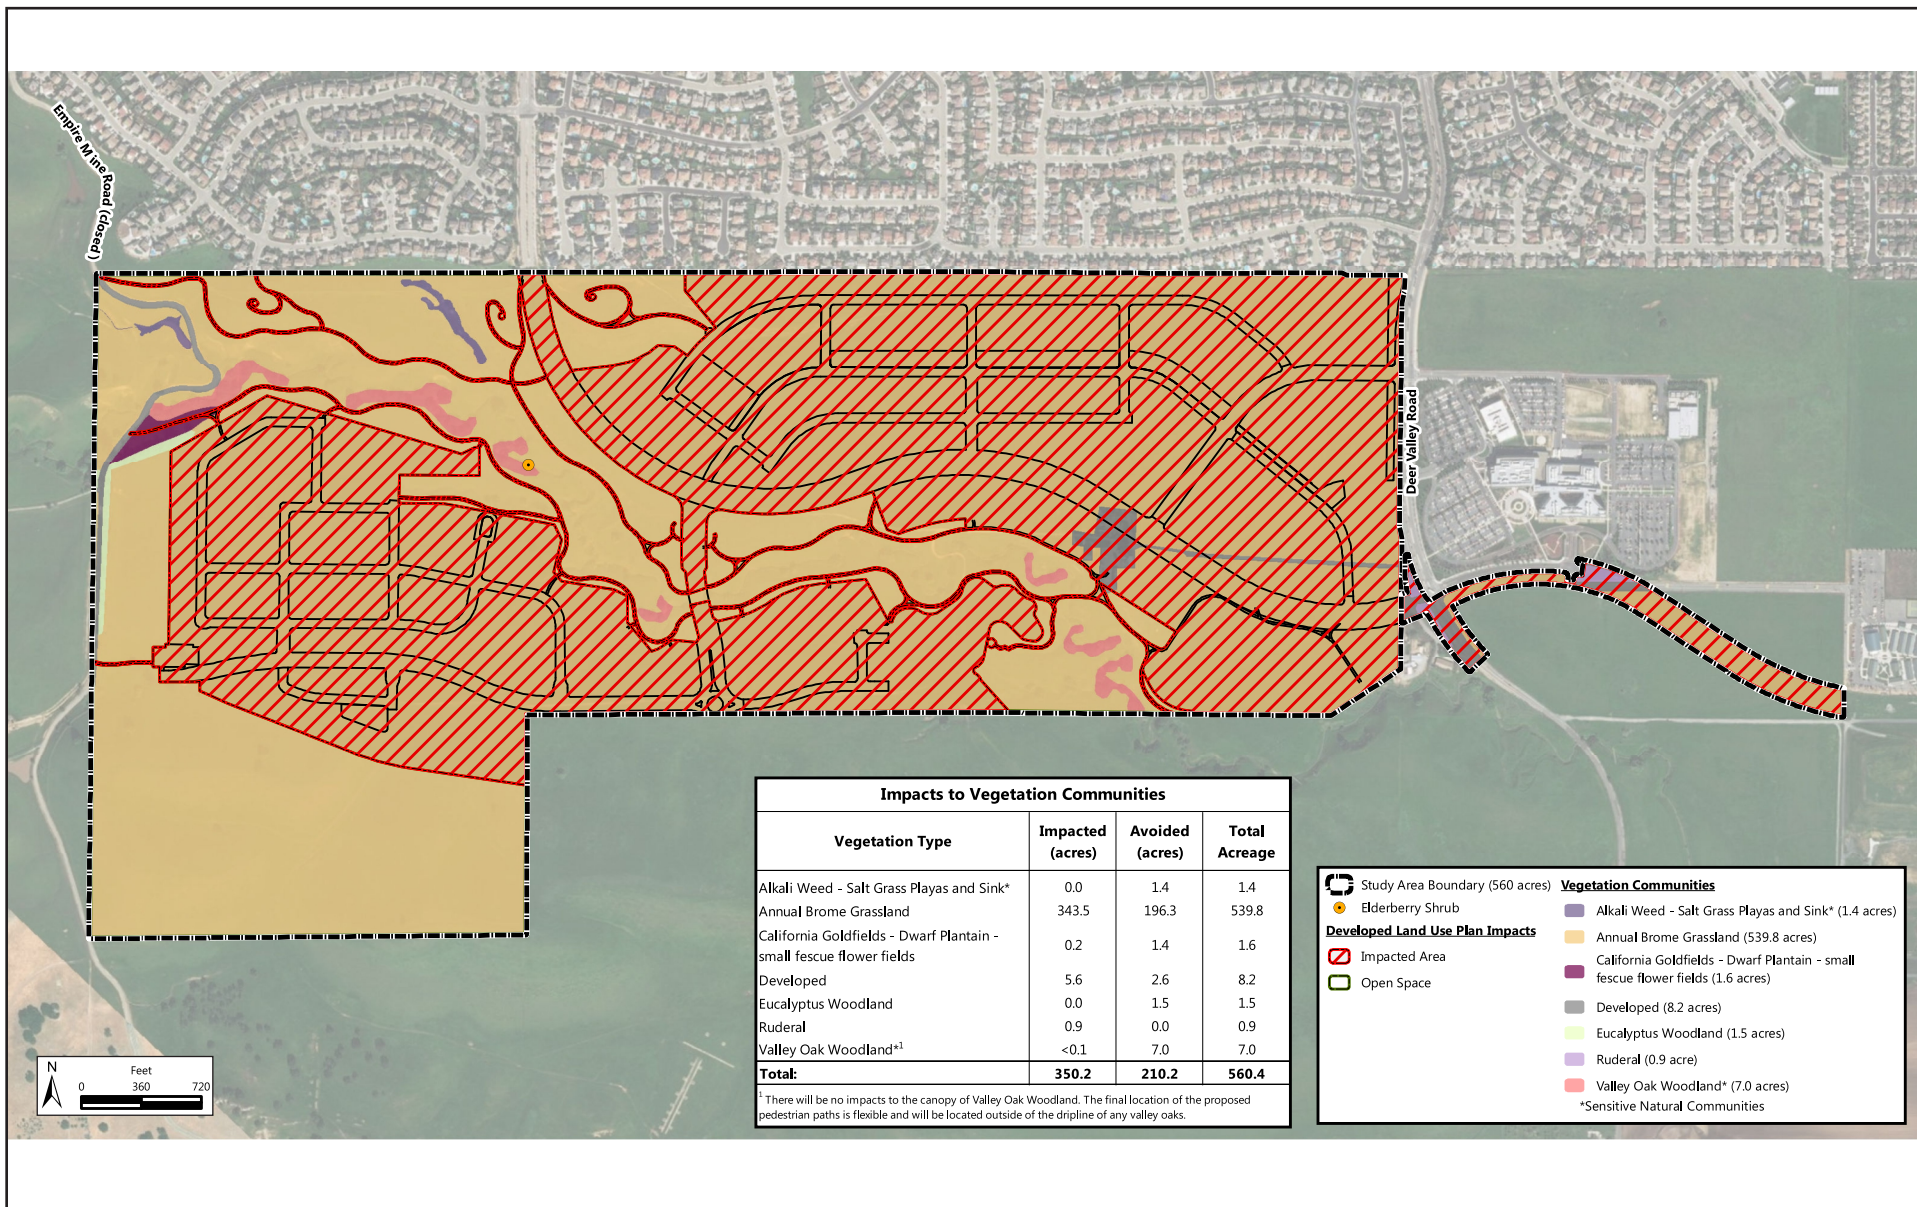 Empire Mine Road (closed)
Deer Valley Road
Impacts to Vegetation Communities
Vegetation Type Impacted (acres) Avoided (acres) Total Acreage
Alkali Weed - Salt Grass Playas and Sink* 0.0 1.4 1.4
Annual Brome Grassland 343.5 196.3 539.8
California Goldfields - Dwarf Plantain -
small fescue flower fields 0.2 1.4 1.6
Developed 5.6 2.6 8.2
Eucalyptus Woodland 0.0 1.5 1.5
Ruderal 0.9 0.0 0.9
Valley Oak Woodland*1 <0.1 7.0 7.0
Total: 350.2 210.2 560.4
1 There will be no impacts to the canopy of Valley Oak Woodland. The final location of the proposed
pedestrian paths is flexible and will be located outside of the dripline of any valley oaks.
Study Area Boundary (560 acres)
Elderberry Shrub
Developed Land Use Plan Impacts
Impacted Area
Open Space
Vegetation Communities
Alkali Weed - Salt Grass Playas and Sink* (1.4 acres)
Annual Brome Grassland (539.8 acres)
California Goldfields - Dwarf Plantain - small
fescue flower fields (1.6 acres)
Developed (8.2 acres)
Eucalyptus Woodland (1.5 acres)
Ruderal (0.9 acre)
Valley Oak Woodland* (7.0 acres)
*Sensitive Natural Communities
N
Feet
0 360 720